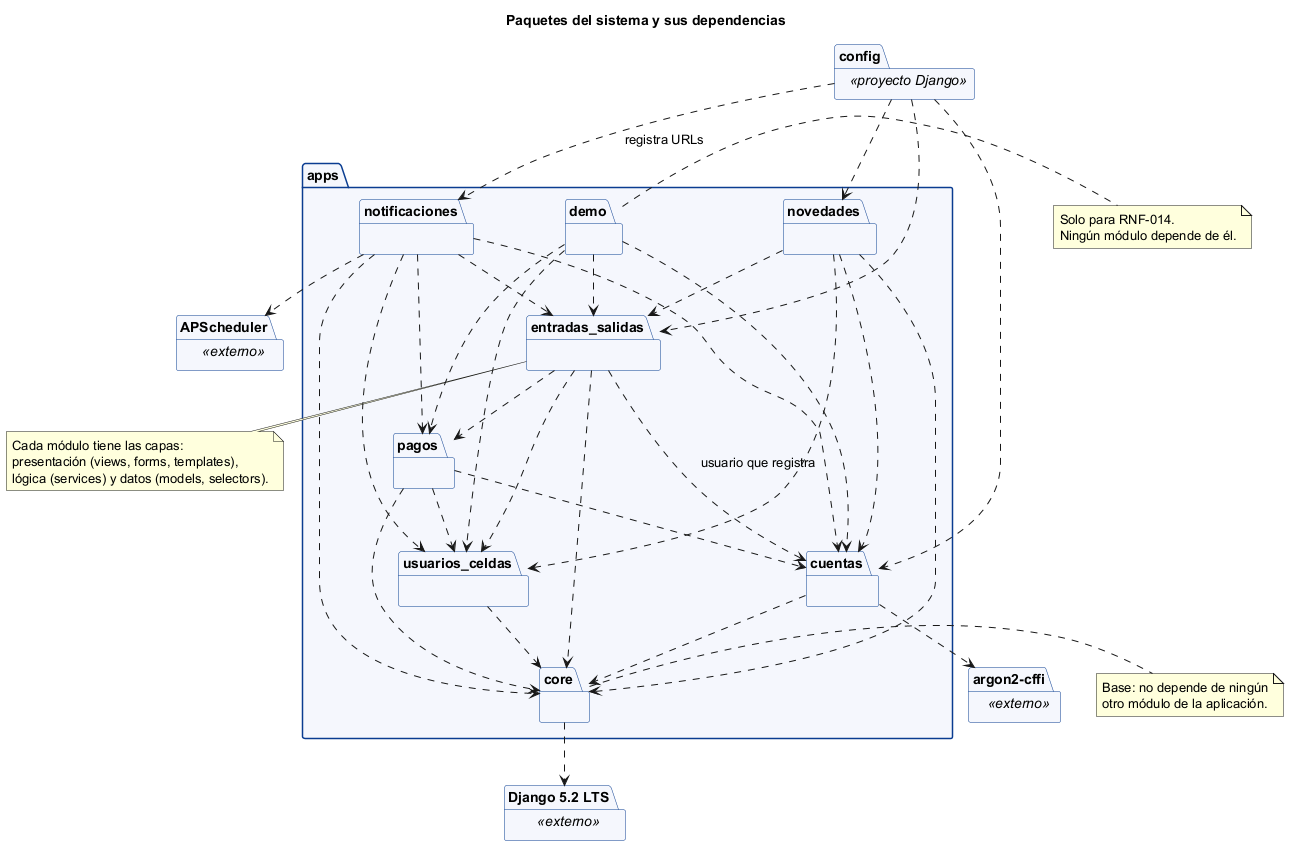 Paquetes del sistema y sus dependencias
config
«proyecto Django»
registra URLs
apps
notificaciones
demo
novedades
Solo para RNF-014.
Ningún módulo depende de él.
APScheduler
«externo»
entradas_salidas
Cada módulo tiene las capas:
presentación (views, forms, templates),
lógica (services) y datos (models, selectors).
pagos
usuario que registra
usuarios_celdas
cuentas
core
argon2-cffi
«externo»
Base: no depende de ningún
otro módulo de la aplicación.
Django 5.2 LTS
«externo»